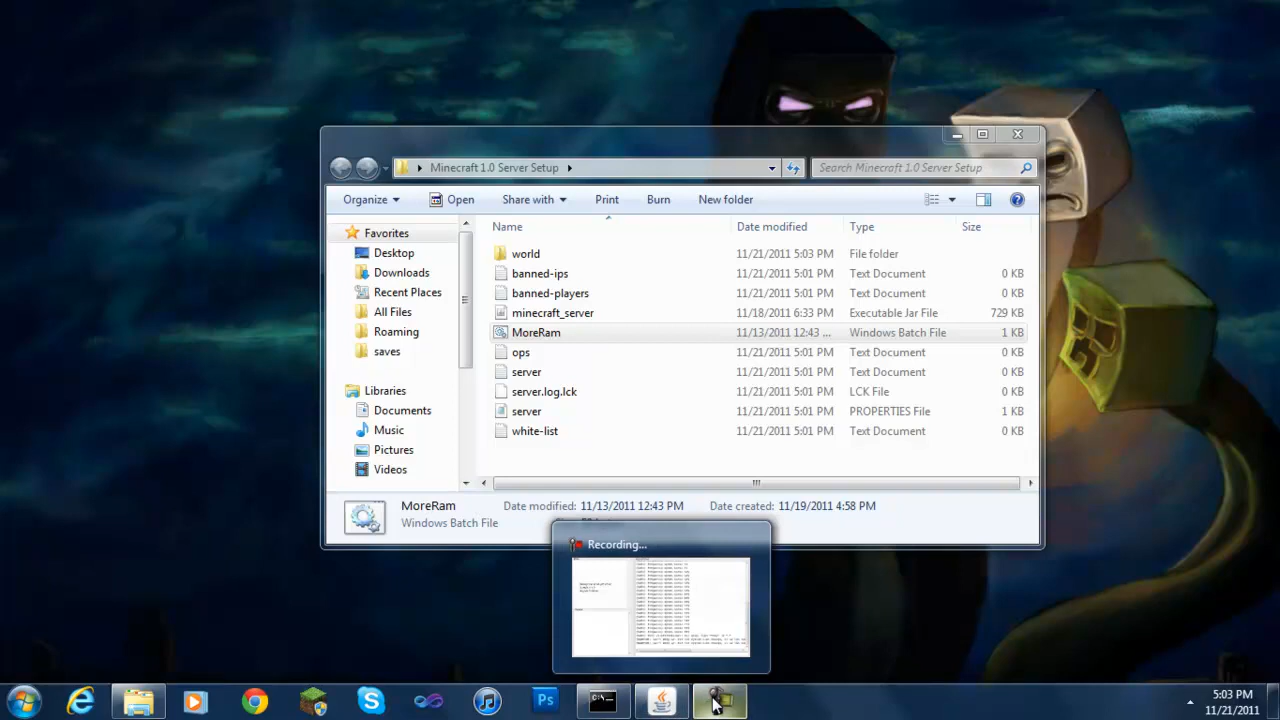 Minecraft 1.0 Server Setup
Search Minecraft 1.0 Server Setup
Organize Open Share with Print Burn New folder
Name Date modified Type Size
Favorites
Desktop
Downloads
Recent Places
All Files
Roaming
saves
Libraries
Documents
Music
Pictures
Videos
world 11/21/2011 5:03 PM File folder
banned-ips 11/21/2011 5:01 PM Text Document 0 KB
banned-players 11/21/2011 5:01 PM Text Document 0 KB
minecraft_server 11/18/2011 6:33 PM Executable Jar File 729 KB
MoreRam 11/13/2011 12:43 ... Windows Batch File 1 KB
ops 11/21/2011 5:01 PM Text Document 0 KB
server 11/21/2011 5:01 PM Text Document 0 KB
server.log.lck 11/21/2011 5:01 PM LCK File 0 KB
server 11/21/2011 5:01 PM PROPERTIES File 1 KB
white-list 11/21/2011 5:01 PM Text Document 0 KB
MoreRam Date modified: 11/13/2011 12:43 PM Date created: 11/19/2011 4:58 PM
Windows Batch File
Recording...
Ps
C:\_
5:03 PM
11/21/2011